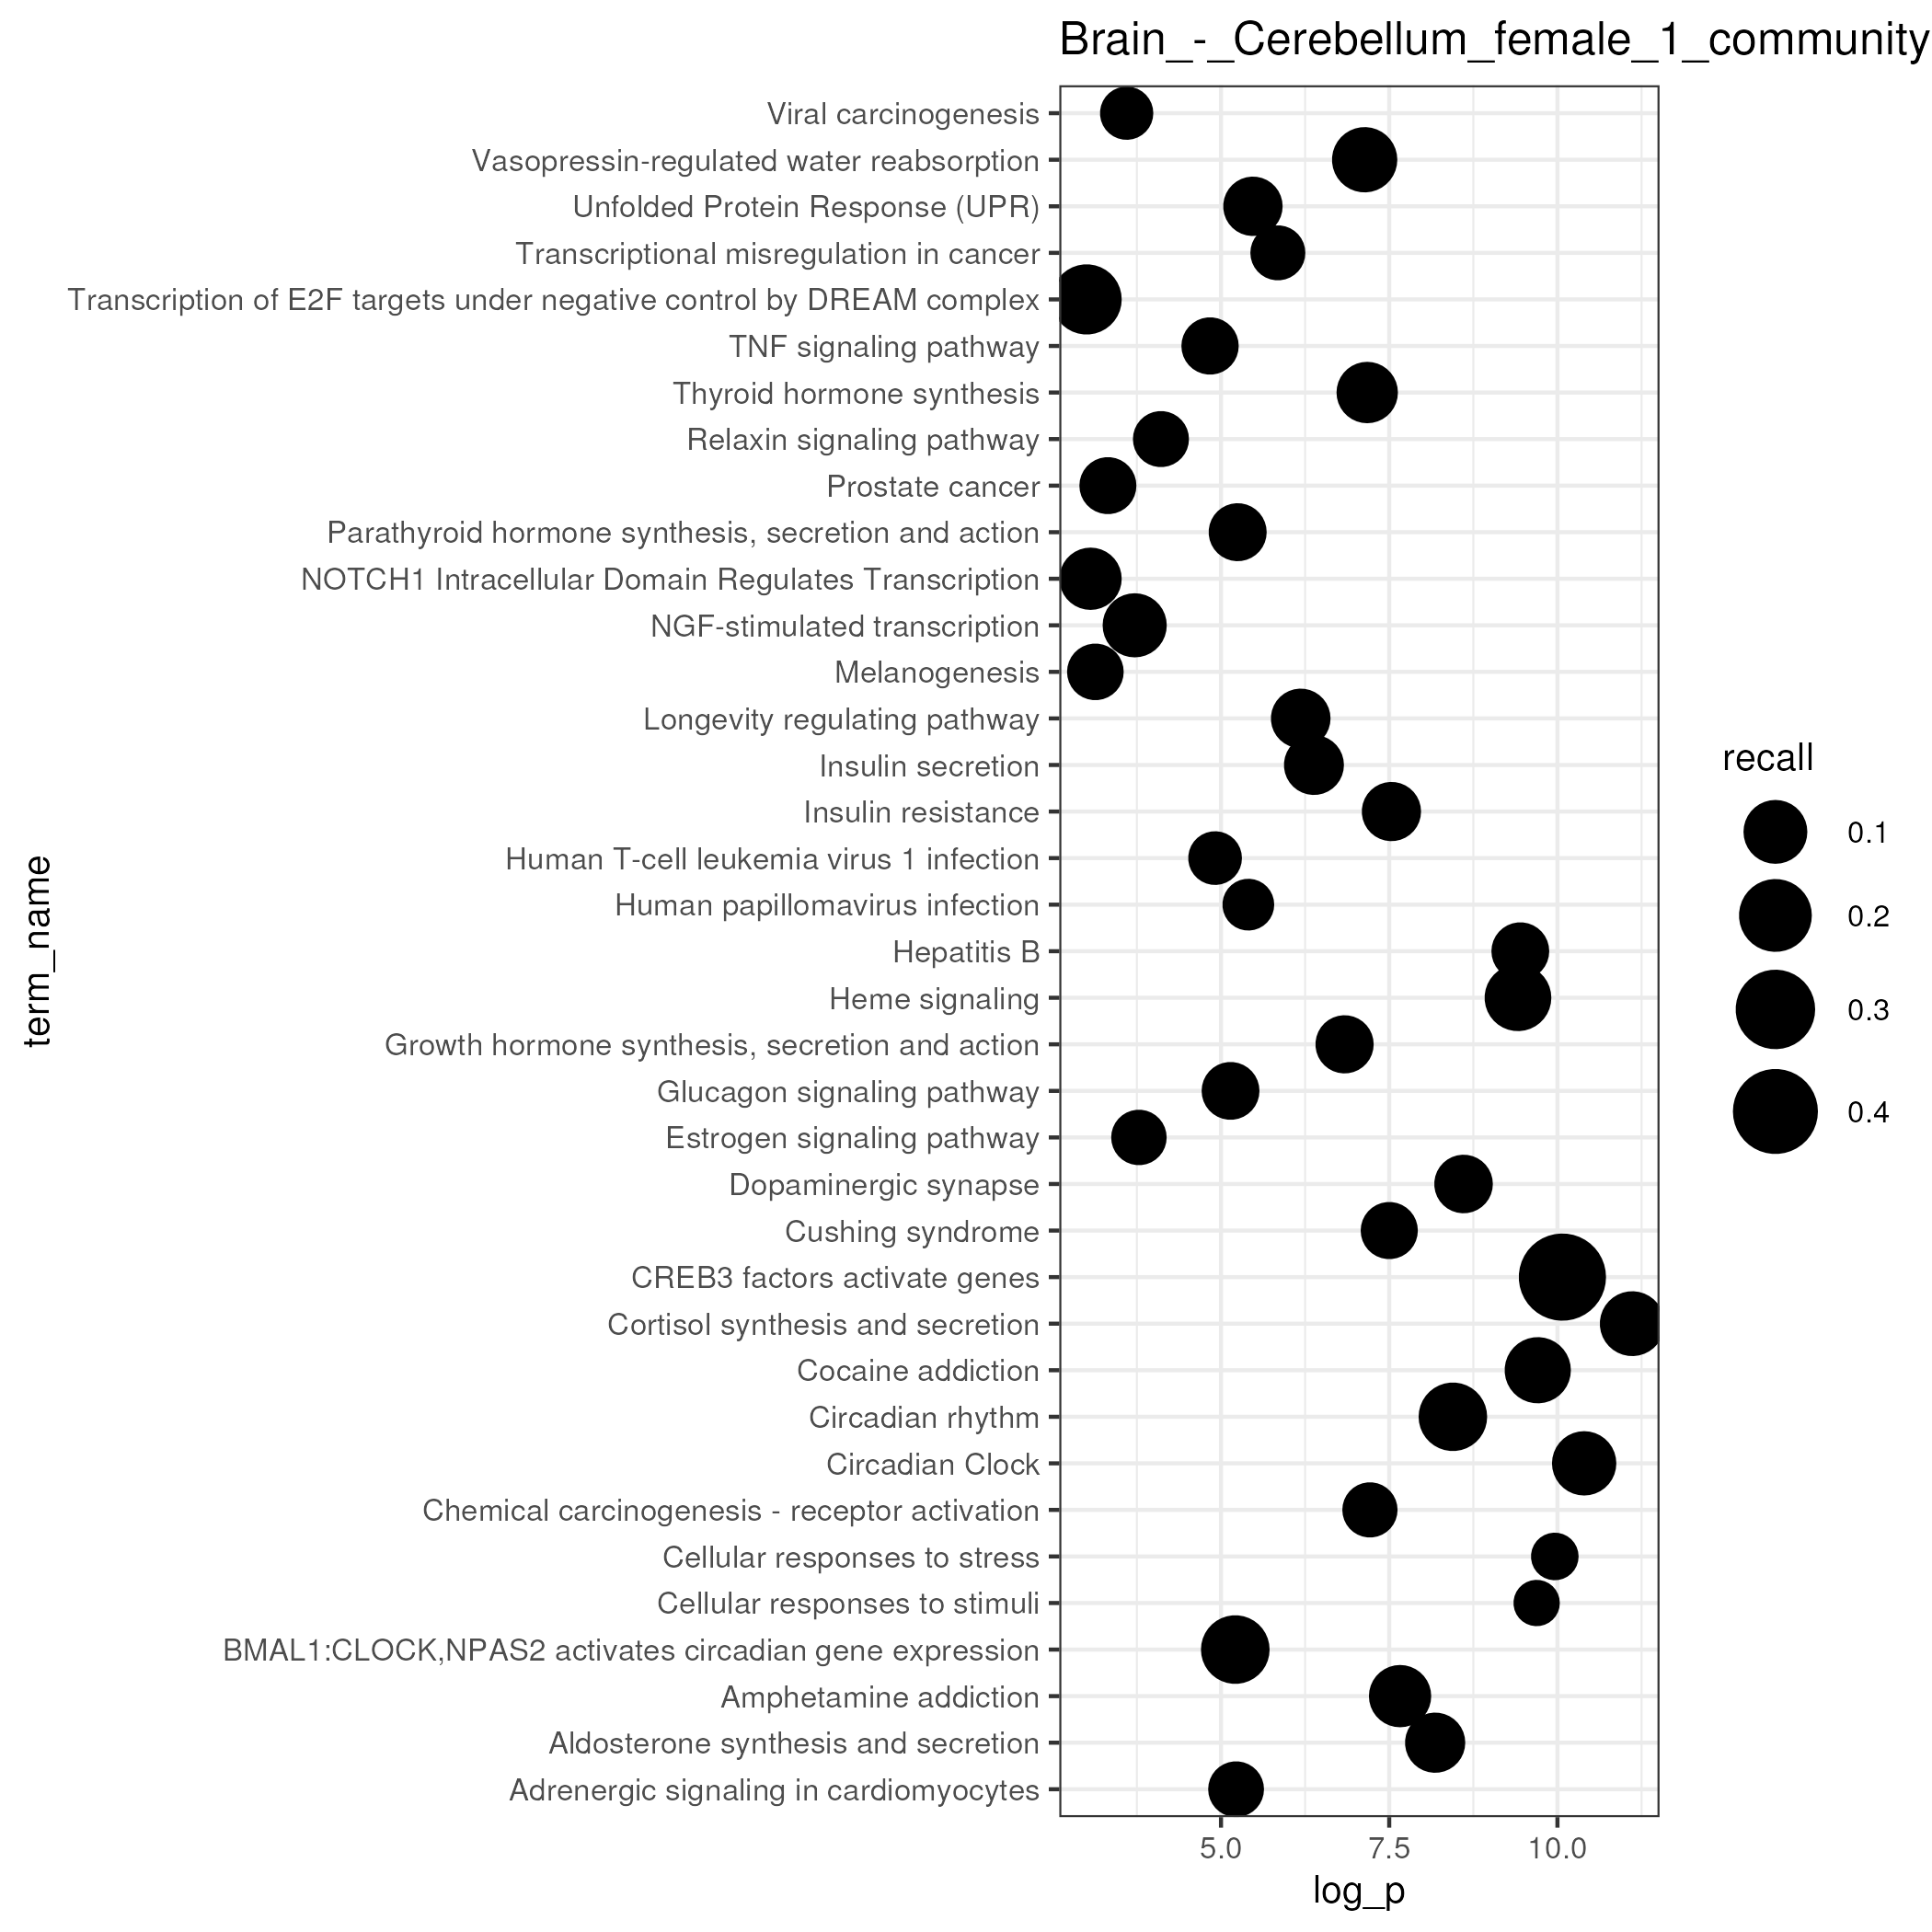 Brain_-_Cerebellum_female_1_community
Viral carcinogenesis
Vasopressin-regulated water reabsorption
Unfolded Protein Response (UPR)
Transcriptional misregulation in cancer
Transcription of E2F targets under negative control by DREAM complex
TNF signaling pathway
Thyroid hormone synthesis
Relaxin signaling pathway
Prostate cancer
Parathyroid hormone synthesis, secretion and action
NOTCH1 Intracellular Domain Regulates Transcription
NGF-stimulated transcription
Melanogenesis
Longevity regulating pathway
Insulin secretion
Insulin resistance
Human T-cell leukemia virus 1 infection
Human papillomavirus infection
Hepatitis B
Heme signaling
Growth hormone synthesis, secretion and action
Glucagon signaling pathway
Estrogen signaling pathway
Dopaminergic synapse
Cushing syndrome
CREB3 factors activate genes
Cortisol synthesis and secretion
Cocaine addiction
Circadian rhythm
Circadian Clock
Chemical carcinogenesis - receptor activation
Cellular responses to stress
Cellular responses to stimuli
BMAL1:CLOCK,NPAS2 activates circadian gene expression
Amphetamine addiction
Aldosterone synthesis and secretion
Adrenergic signaling in cardiomyocytes
term_name
5.0 7.5 10.0
log_p
recall
0.1
0.2
0.3
0.4